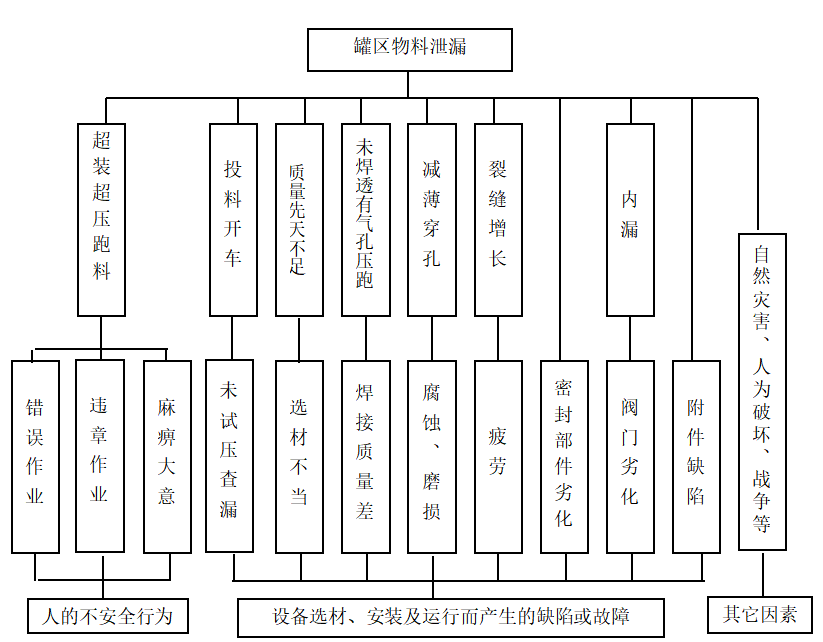 罐区物料泄漏
超装超压跑料
投料开车
质量先天不足
未焊透有气孔压跑
减薄穿孔
裂缝增长
内漏
自然灾害、人为破坏、战争等
错误作业
违章作业
麻痹大意
未试压查漏
选材不当
焊接质量差
腐蚀、磨损
疲劳
密封部件劣化
阀门劣化
附件缺陷
人的不安全行为
设备选材、安装及运行而产生的缺陷或故障
其它因素